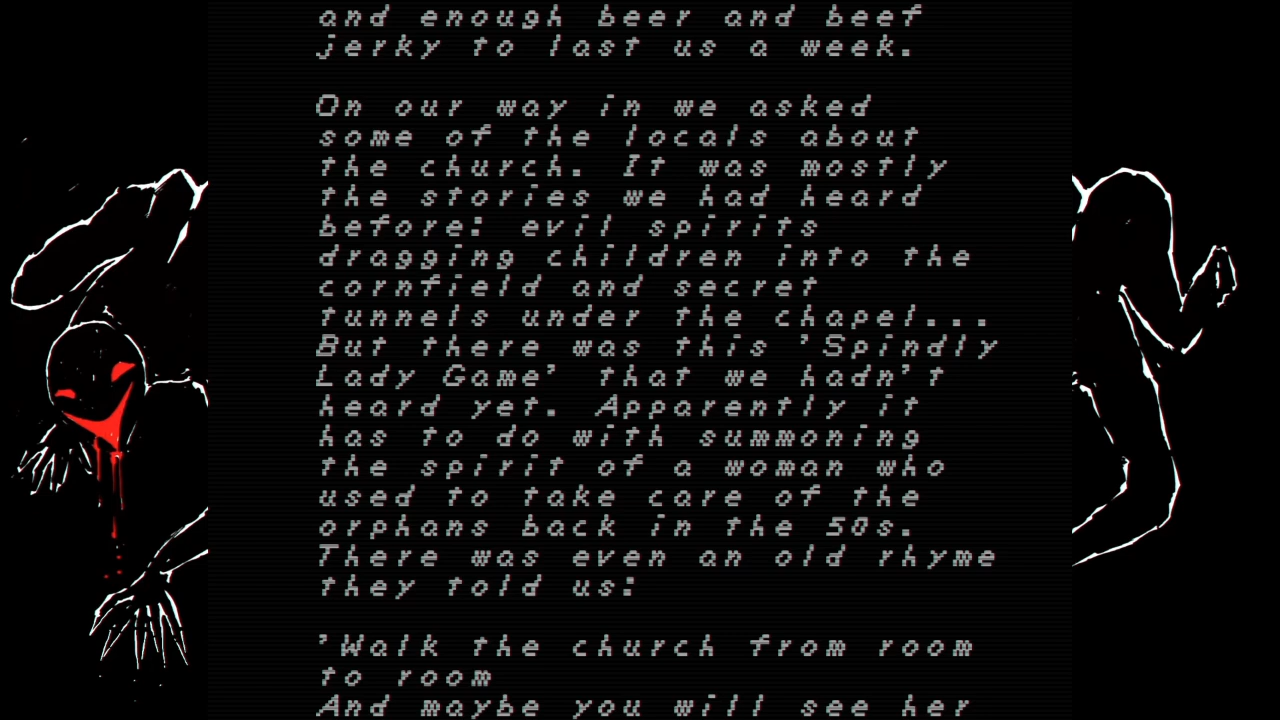 and enough beer and beef
jerky to last us a week.
On our way in we asked
some of the locals about
the church. It was mostly
the stories we had heard
before: evil spirits
dragging children into the
cornfield and secret
tunnels under the chapel...
But there was this 'Spindly
Lady Game' that we hadn't
heard yet. Apparently it
has to do with summoning
the spirit of a woman who
used to take care of the
orphans back in the 50s.
There was even an old rhyme
they told us:
'Walk the church from room
to room
And maybe you will see her